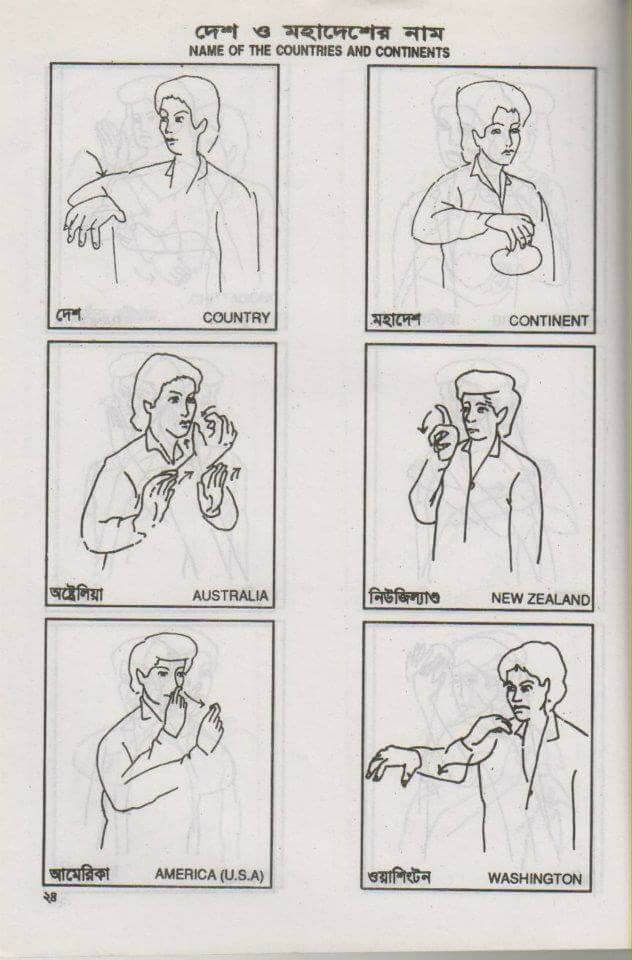 দেশ ও মহাদেশের নাম
NAME OF THE COUNTRIES AND CONTINENTS
দেশ COUNTRY
মহাদেশ CONTINENT
অষ্ট্রেলিয়া AUSTRALIA
নিউজিল্যাণ্ড NEW ZEALAND
আমেরিকা AMERICA (U.S.A)
ওয়াশিংটন WASHINGTON
২৪